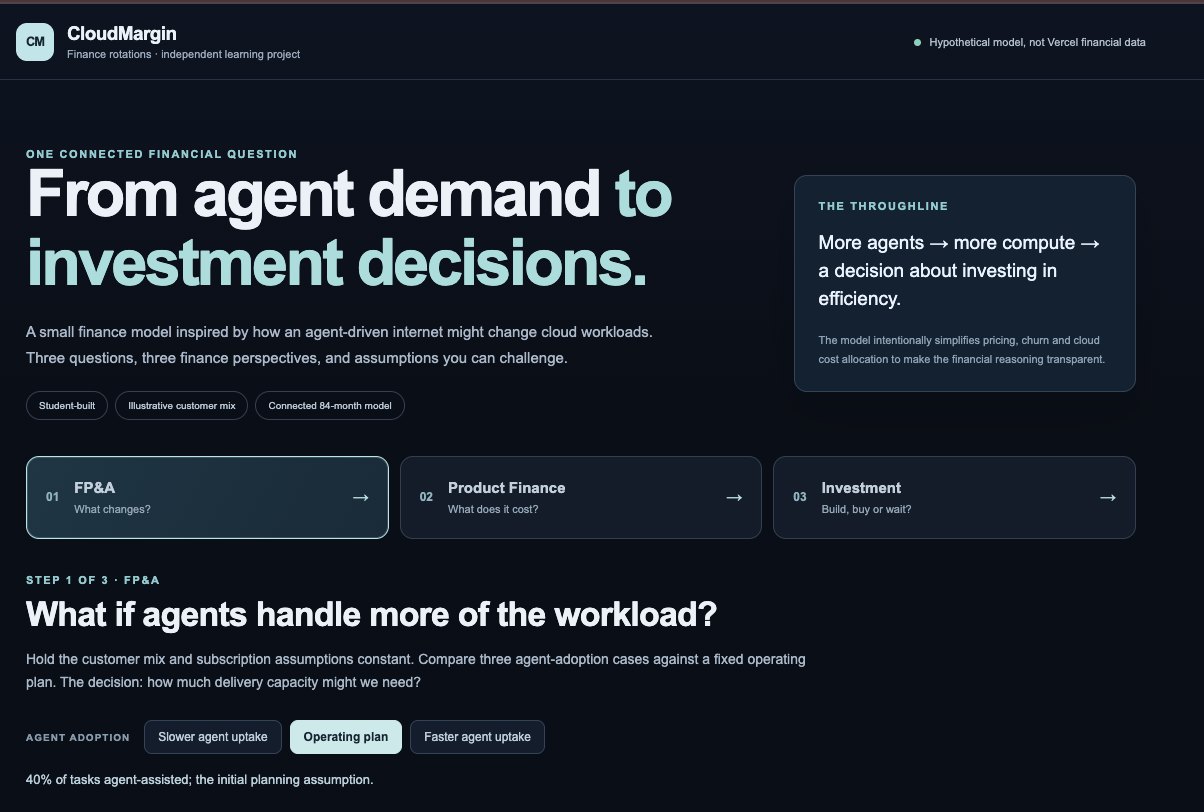 CM
CloudMargin
Finance rotations · independent learning project
Hypothetical model, not Vercel financial data
ONE CONNECTED FINANCIAL QUESTION
From agent demand to
investment decisions.
A small finance model inspired by how an agent-driven internet might change cloud workloads.
Three questions, three finance perspectives, and assumptions you can challenge.
Student-built
Illustrative customer mix
Connected 84-month model
THE THROUGHLINE
More agents → more compute →
a decision about investing in
efficiency.
The model intentionally simplifies pricing, churn and cloud
cost allocation to make the financial reasoning transparent.
01
FP&A
What changes?
→
02
Product Finance
What does it cost?
→
03
Investment
Build, buy or wait?
→
STEP 1 OF 3 · FP&A
What if agents handle more of the workload?
Hold the customer mix and subscription assumptions constant. Compare three agent-adoption cases against a fixed operating
plan. The decision: how much delivery capacity might we need?
AGENT ADOPTION
Slower agent uptake
Operating plan
Faster agent uptake
40% of tasks agent-assisted; the initial planning assumption.